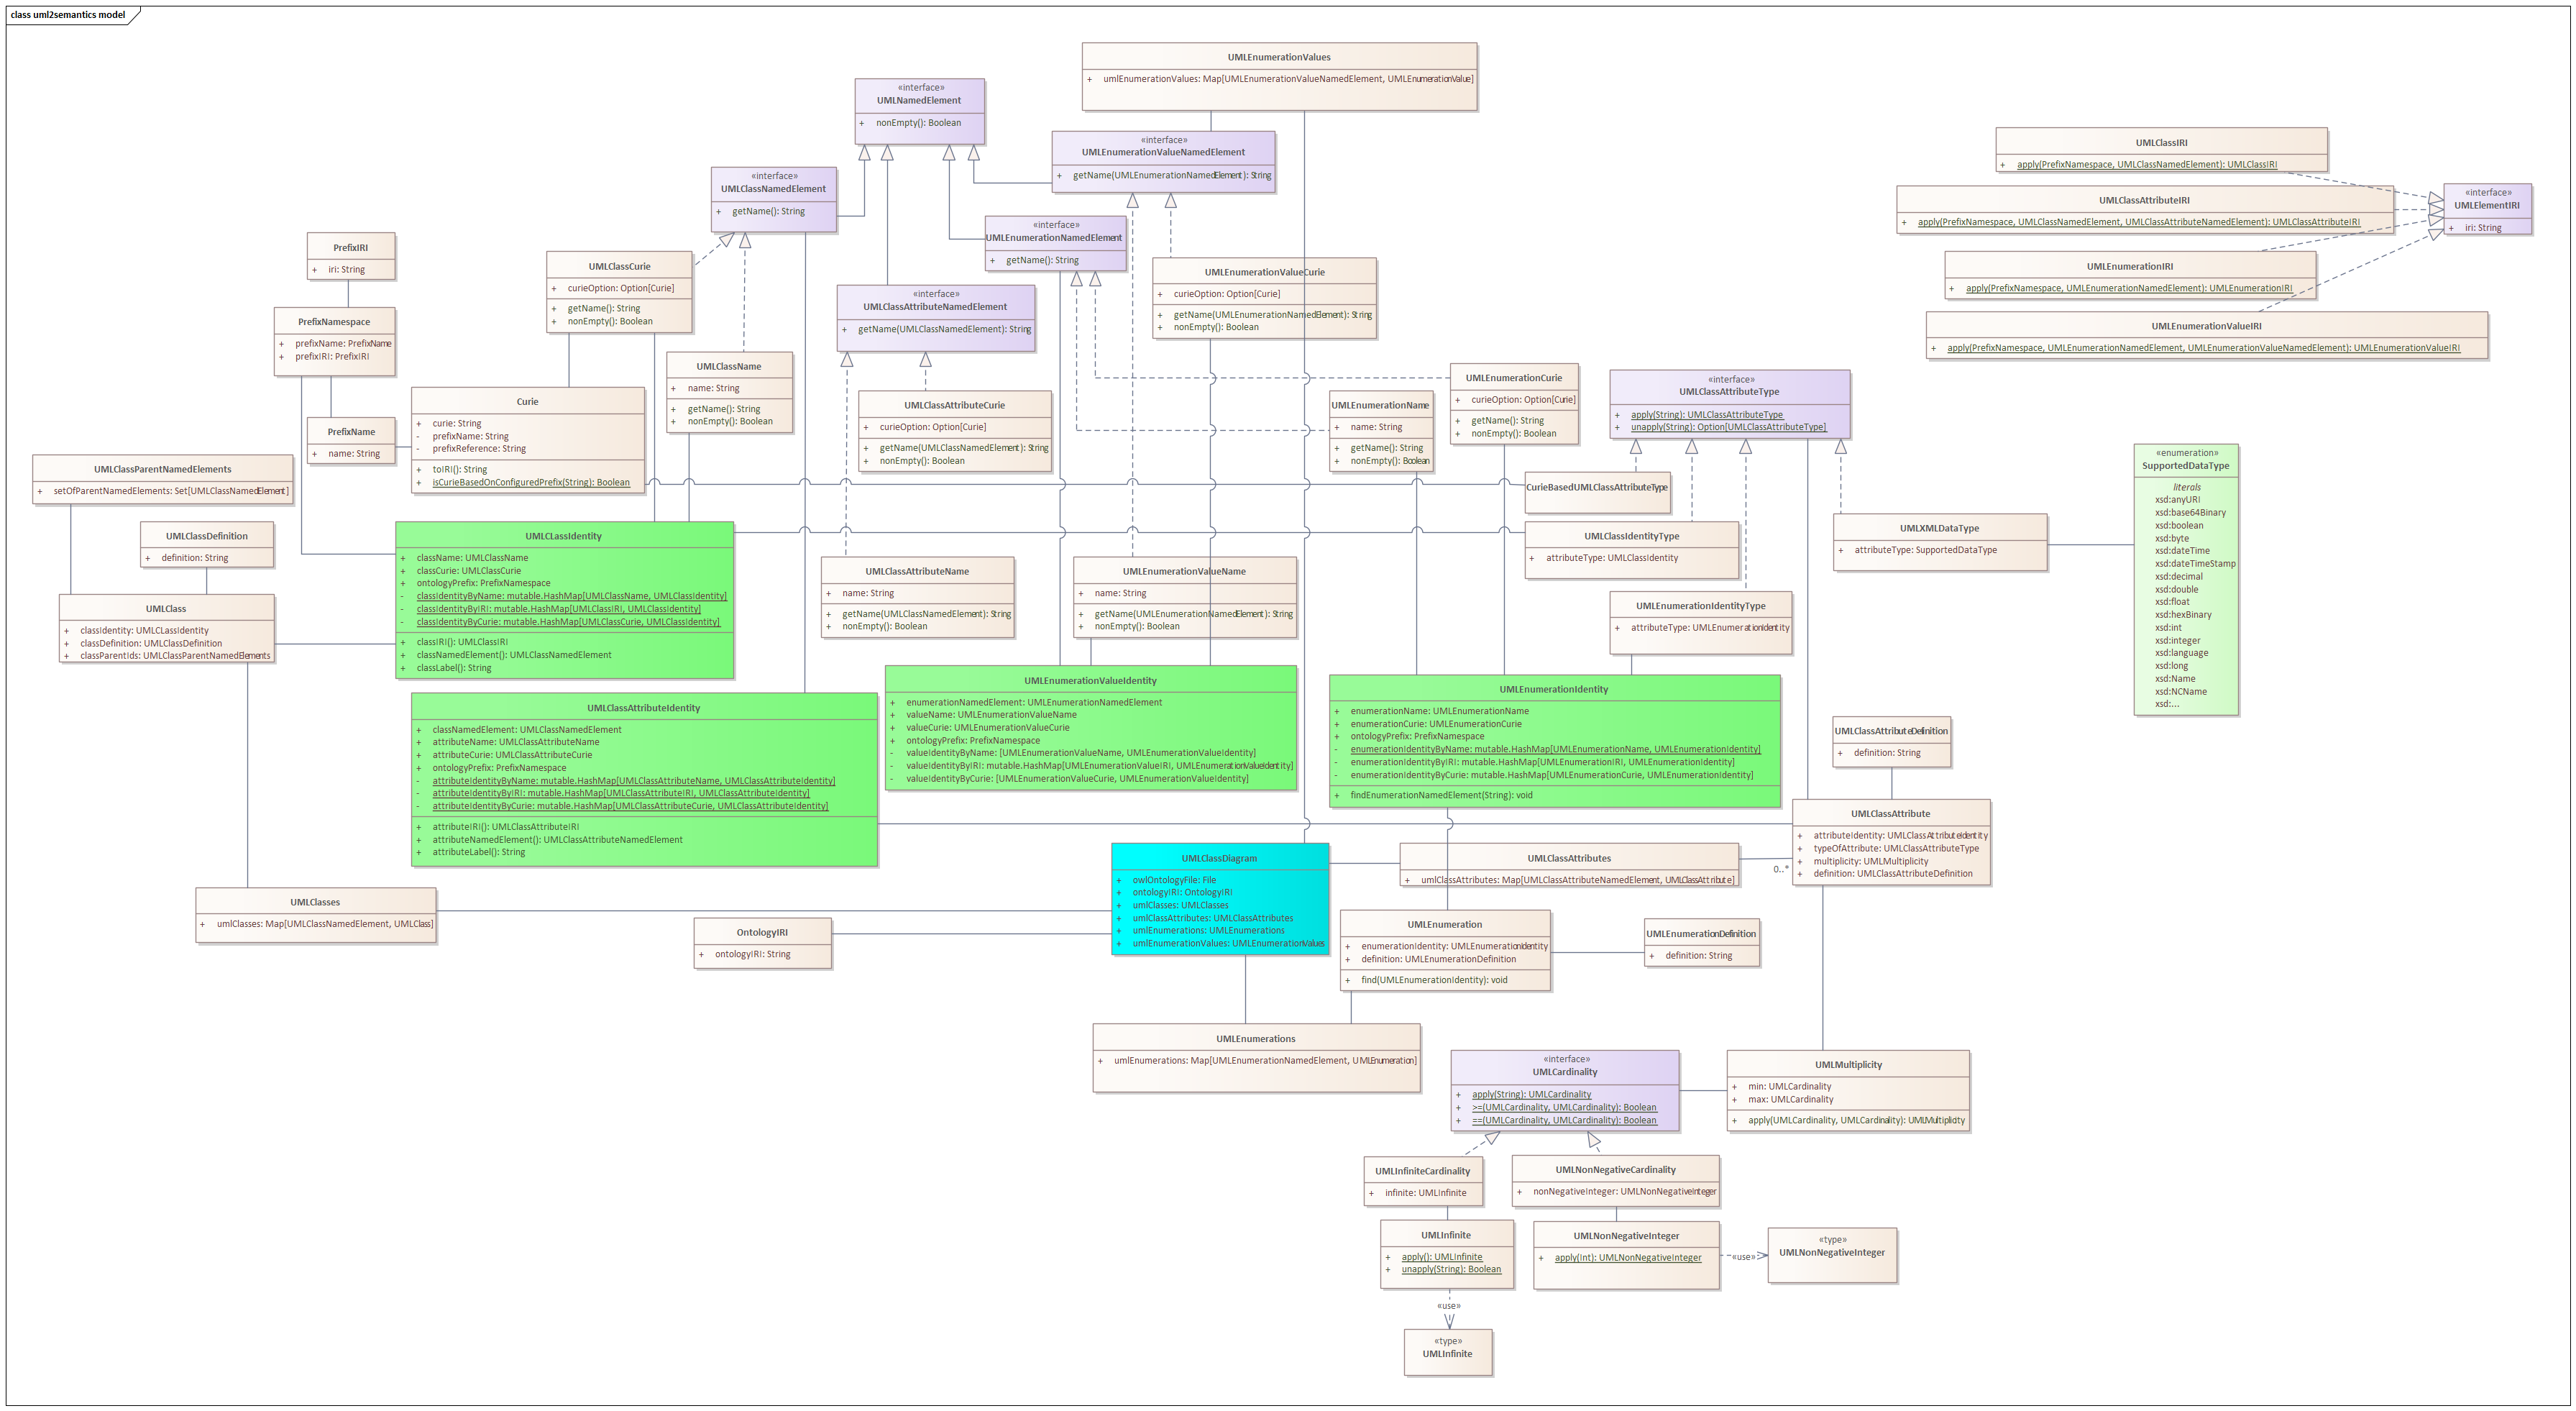 class uml2semantics model
UMLEnumerationValues
+ umlEnumerationValues: Map[UMLEnumerationValueNamedElement, UMLEnumerationValue]
«interface»
UMLNamedElement
+ nonEmpty(): Boolean
«interface»
UMLEnumerationValueNamedElement
+ getName(UMLEnumerationNamedElement): String
«interface»
UMLClassNamedElement
+ getName(): String
«interface»
UMLEnumerationNamedElement
+ getName(): String
UMLClassIRI
+ apply(PrefixNamespace, UMLClassNamedElement): UMLClassIRI
UMLClassAttributeIRI
+ apply(PrefixNamespace, UMLClassNamedElement, UMLClassAttributeNamedElement): UMLClassAttributeIRI
«interface»
UMLElementIRI
+ iri: String
UMLEnumerationIRI
+ apply(PrefixNamespace, UMLEnumerationNamedElement): UMLEnumerationIRI
UMLEnumerationValueIRI
+ apply(PrefixNamespace, UMLEnumerationNamedElement, UMLEnumerationValueNamedElement): UMLEnumerationValueIRI
PrefixIRI
+ iri: String
PrefixNamespace
+ prefixName: PrefixName
+ prefixIRI: PrefixIRI
PrefixName
+ name: String
UMLClassCurie
+ curieOption: Option[Curie]
+ getName(): String
+ nonEmpty(): Boolean
UMLClassName
+ name: String
+ getName(): String
+ nonEmpty(): Boolean
«interface»
UMLClassAttributeNamedElement
+ getName(UMLClassNamedElement): String
UMLEnumerationValueCurie
+ curieOption: Option[Curie]
+ getName(UMLEnumerationNamedElement): String
+ nonEmpty(): Boolean
Curie
+ curie: String
- prefixName: String
- prefixReference: String
+ toIRI(): String
+ isCurieBasedOnConfiguredPrefix(String): Boolean
UMLClassAttributeCurie
+ curieOption: Option[Curie]
+ getName(UMLClassNamedElement): String
+ nonEmpty(): Boolean
UMLEnumerationName
+ name: String
+ getName(): String
+ nonEmpty(): Boolean
UMLEnumerationCurie
+ curieOption: Option[Curie]
+ getName(): String
+ nonEmpty(): Boolean
«interface»
UMLClassAttributeType
+ apply(String): UMLClassAttributeType
+ unapply(String): Option[UMLClassAttributeType]
CurieBasedUMLClassAttributeType
UMLClassIdentityType
+ attributeType: UMLClassIdentity
UMLEnumerationIdentityType
+ attributeType: UMLEnumerationIdentity
UMLXMLDataType
+ attributeType: SupportedDataType
«enumeration»
SupportedDataType
literals
xsd:anyURI
xsd:base64Binary
xsd:boolean
xsd:byte
xsd:dateTime
xsd:dateTimeStamp
xsd:decimal
xsd:double
xsd:float
xsd:hexBinary
xsd:int
xsd:integer
xsd:language
xsd:long
xsd:Name
xsd:NCName
xsd:...
UMLClassParentNamedElements
+ setOfParentNamedElements: Set[UMLClassNamedElement]
UMLClassDefinition
+ definition: String
UMLClass
+ classIdentity: UMLCLassIdentity
+ classDefinition: UMLClassDefinition
+ classParentIds: UMLClassParentNamedElements
UMLCLassIdentity
+ className: UMLClassName
+ classCurie: UMLClassCurie
+ ontologyPrefix: PrefixNamespace
- classIdentityByName: mutable.HashMap[UMLClassName, UMLClassIdentity]
- classIdentityByIRI: mutable.HashMap[UMLClassIRI, UMLClassIdentity]
- classIdentityByCurie: mutable.HashMap[UMLClassCurie, UMLClassIdentity]
+ classIRI(): UMLClassIRI
+ classNamedElement(): UMLClassNamedElement
+ classLabel(): String
UMLClassAttributeName
+ name: String
+ getName(UMLClassNamedElement): String
+ nonEmpty(): Boolean
UMLEnumerationValueName
+ name: String
+ getName(UMLEnumerationNamedElement): String
+ nonEmpty(): Boolean
UMLClassAttributeIdentity
+ classNamedElement: UMLClassNamedElement
+ attributeName: UMLClassAttributeName
+ attributeCurie: UMLClassAttributeCurie
+ ontologyPrefix: PrefixNamespace
- attributeIdentityByName: mutable.HashMap[UMLClassAttributeName, UMLClassAttributeIdentity]
- attributeIdentityByIRI: mutable.HashMap[UMLClassAttributeIRI, UMLClassAttributeIdentity]
- attributeIdentityByCurie: mutable.HashMap[UMLClassAttributeCurie, UMLClassAttributeIdentity]
+ attributeIRI(): UMLClassAttributeIRI
+ attributeNamedElement(): UMLClassAttributeNamedElement
+ attributeLabel(): String
UMLEnumerationValueIdentity
+ enumerationNamedElement: UMLEnumerationNamedElement
+ valueName: UMLEnumerationValueName
+ valueCurie: UMLEnumerationValueCurie
+ ontologyPrefix: PrefixNamespace
- valueIdentityByName: [UMLEnumerationValueName, UMLEnumerationValueIdentity]
- valueIdentityByIRI: mutable.HashMap[UMLEnumerationValueIRI, UMLEnumerationValueIdentity]
- valueIdentityByCurie: [UMLEnumerationValueCurie, UMLEnumerationValueIdentity]
UMLEnumerationIdentity
+ enumerationName: UMLEnumerationName
+ enumerationCurie: UMLEnumerationCurie
+ ontologyPrefix: PrefixNamespace
- enumerationIdentityByName: mutable.HashMap[UMLEnumerationName, UMLEnumerationIdentity]
- enumerationIdentityByIRI: mutable.HashMap[UMLEnumerationIRI, UMLEnumerationIdentity]
- enumerationIdentityByCurie: mutable.HashMap[UMLEnumerationCurie, UMLEnumerationIdentity]
+ findEnumerationNamedElement(String): void
UMLClassAttributeDefinition
+ definition: String
UMLClassAttribute
+ attributeIdentity: UMLClassAttributeIdentity
+ typeOfAttribute: UMLClassAttributeType
+ multiplicity: UMLMultiplicity
+ definition: UMLClassAttributeDefinition
UMLClassDiagram
+ owlOntologyFile: File
+ ontologyIRI: OntologyIRI
+ umlClasses: UMLClasses
+ umlClassAttributes: UMLClassAttributes
+ umlEnumerations: UMLEnumerations
+ umlEnumerationValues: UMLEnumerationValues
UMLClassAttributes
+ umlClassAttributes: Map[UMLClassAttributeNamedElement, UMLClassAttribute]
0..*
UMLClasses
+ umlClasses: Map[UMLClassNamedElement, UMLClass]
OntologyIRI
+ ontologyIRI: String
UMLEnumeration
+ enumerationIdentity: UMLEnumerationIdentity
+ definition: UMLEnumerationDefinition
+ find(UMLEnumerationIdentity): void
UMLEnumerationDefinition
+ definition: String
UMLEnumerations
+ umlEnumerations: Map[UMLEnumerationNamedElement, UMLEnumeration]
«interface»
UMLCardinality
+ apply(String): UMLCardinality
+ >=(UMLCardinality, UMLCardinality): Boolean
+ ==(UMLCardinality, UMLCardinality): Boolean
UMLMultiplicity
+ min: UMLCardinality
+ max: UMLCardinality
+ apply(UMLCardinality, UMLCardinality): UMLMultiplicity
UMLInfiniteCardinality
+ infinite: UMLInfinite
UMLNonNegativeCardinality
+ nonNegativeInteger: UMLNonNegativeInteger
UMLInfinite
+ apply(): UMLInfinite
+ unapply(String): Boolean
UMLNonNegativeInteger
+ apply(Int): UMLNonNegativeInteger
«use»
«type»
UMLNonNegativeInteger
«use»
«type»
UMLInfinite